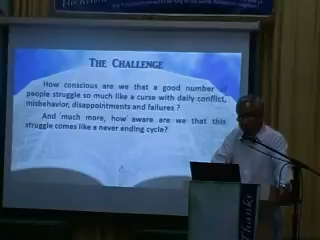 THE CHALLENGE
How conscious are we that a good number of
people struggle so much like a curse with daily conflict,
misbehavior, disappointments and failures ?
And 'much more, how' aware are we that this
struggle comes like a never ending cycle?
Thanks